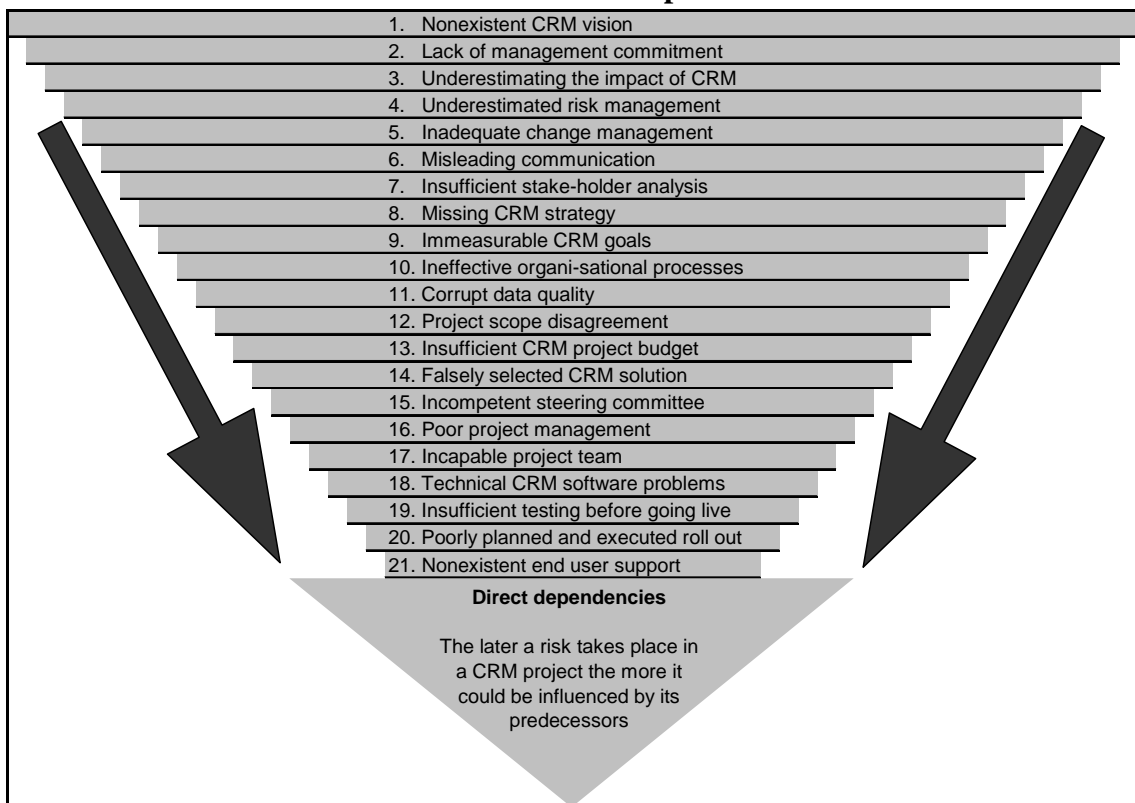 1. Nonexistent CRM vision
2. Lack of management commitment
3. Underestimating the impact of CRM
4. Underestimated risk management
5. Inadequate change management
6. Misleading communication
7. Insufficient stake-holder analysis
8. Missing CRM strategy
9. Immeasurable CRM goals
10. Ineffective organi-sational processes
11. Corrupt data quality
12. Project scope disagreement
13. Insufficient CRM project budget
14. Falsely selected CRM solution
15. Incompetent steering committee
16. Poor project management
17. Incapable project team
18. Technical CRM software problems
19. Insufficient testing before going live
20. Poorly planned and executed roll out
21. Nonexistent end user support
Direct dependencies
The later a risk takes place in
a CRM project the more it
could be influenced by its
predecessors